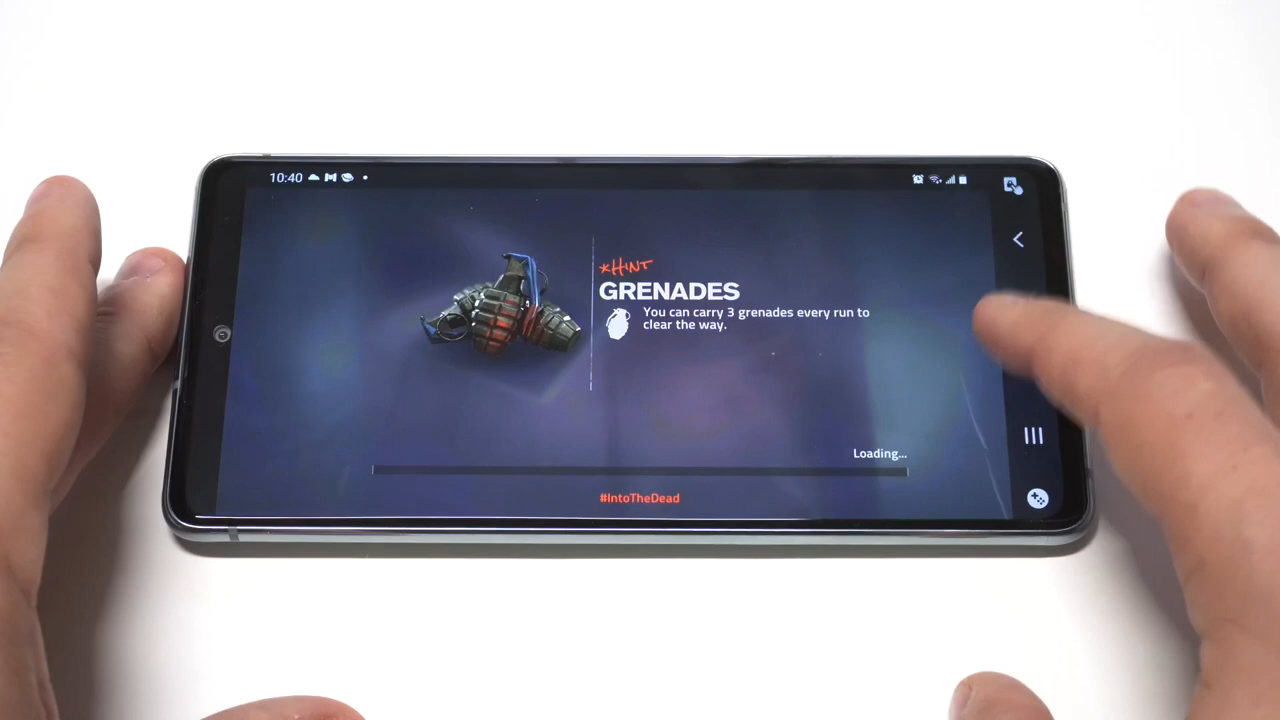 10:40
*HINT
GRENADES
You can carry 3 grenades every run to
clear the way.
Loading...
#IntoTheDead